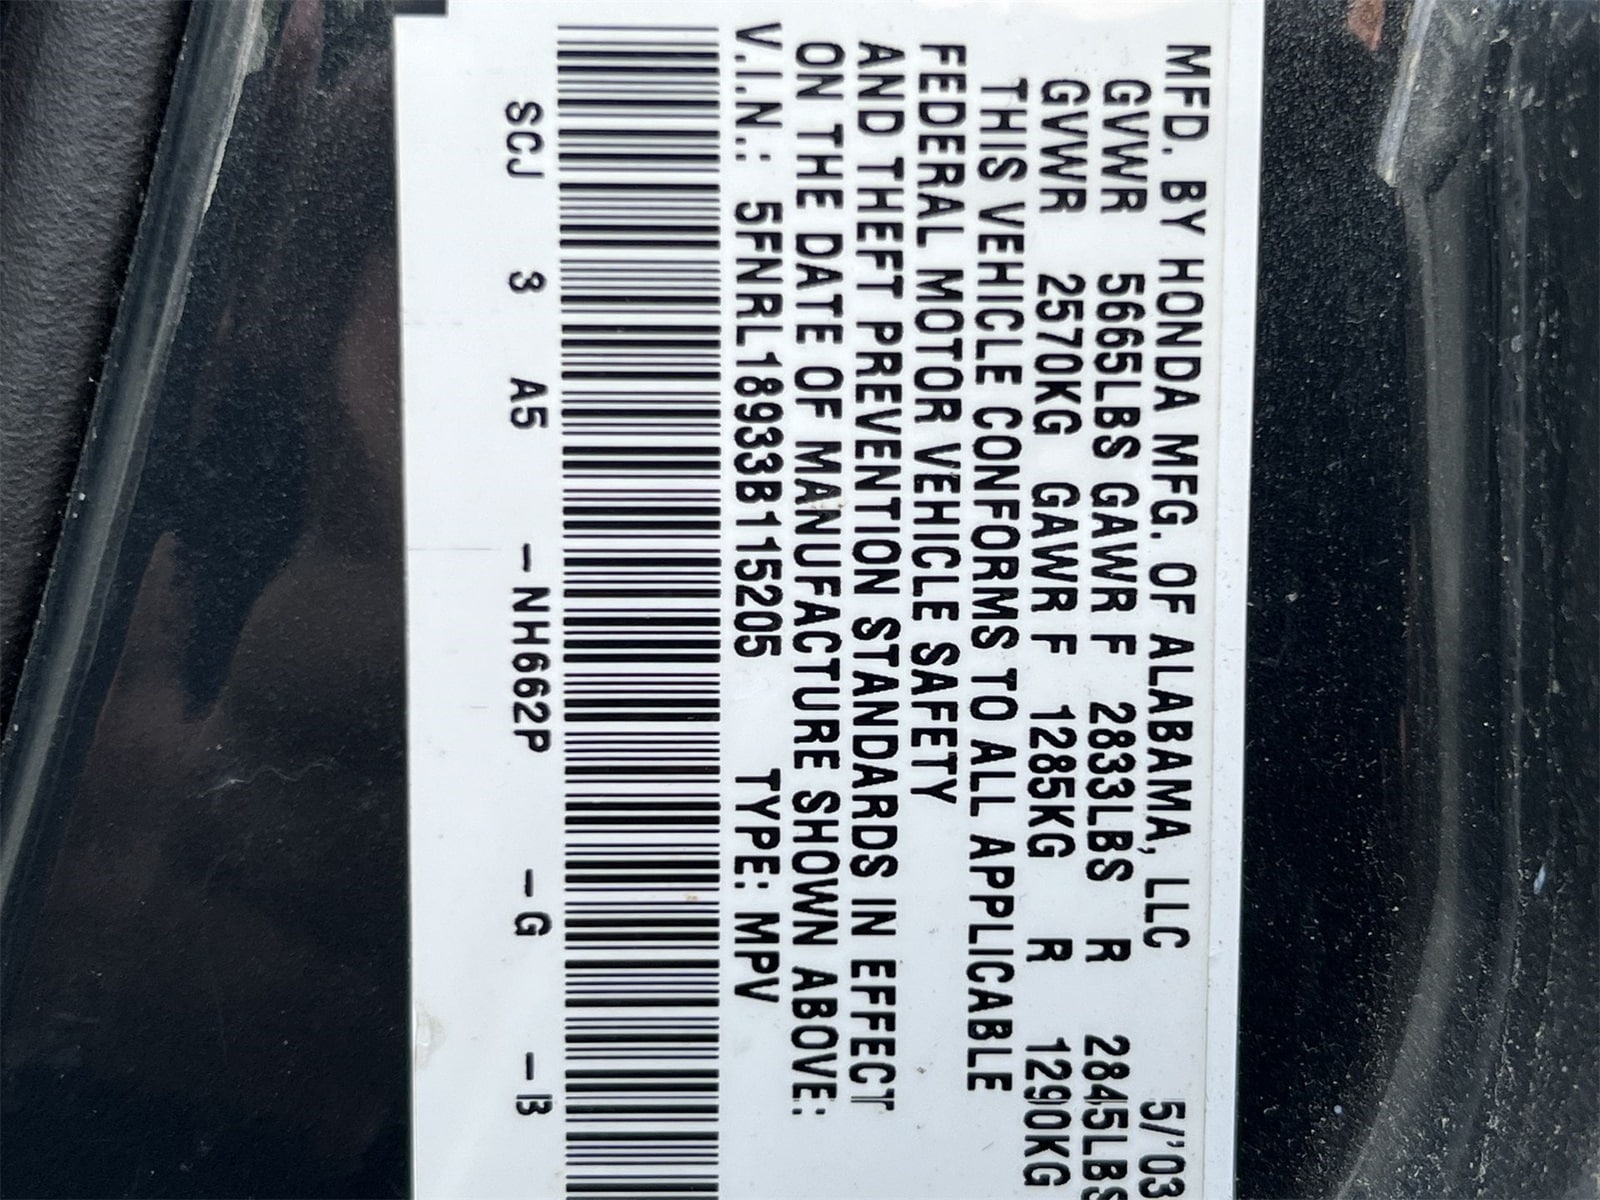 MFD. BY HONDA MFG. OF ALABAMA, LLC 5/'03
GVWR 5665LBS GAWR F 2833LBS R 2845LBS
GVWR 2570KG GAWR F 1285KG R 1290KG
THIS VEHICLE CONFORMS TO ALL APPLICABLE
FEDERAL MOTOR VEHICLE SAFETY
AND THEFT PREVENTION STANDARDS IN EFFECT
ON THE DATE OF MANUFACTURE SHOWN ABOVE:
V.I.N.: 5FNRL18933B115205 TYPE: MPV
SCJ 3 A5 -NH662P -G -B